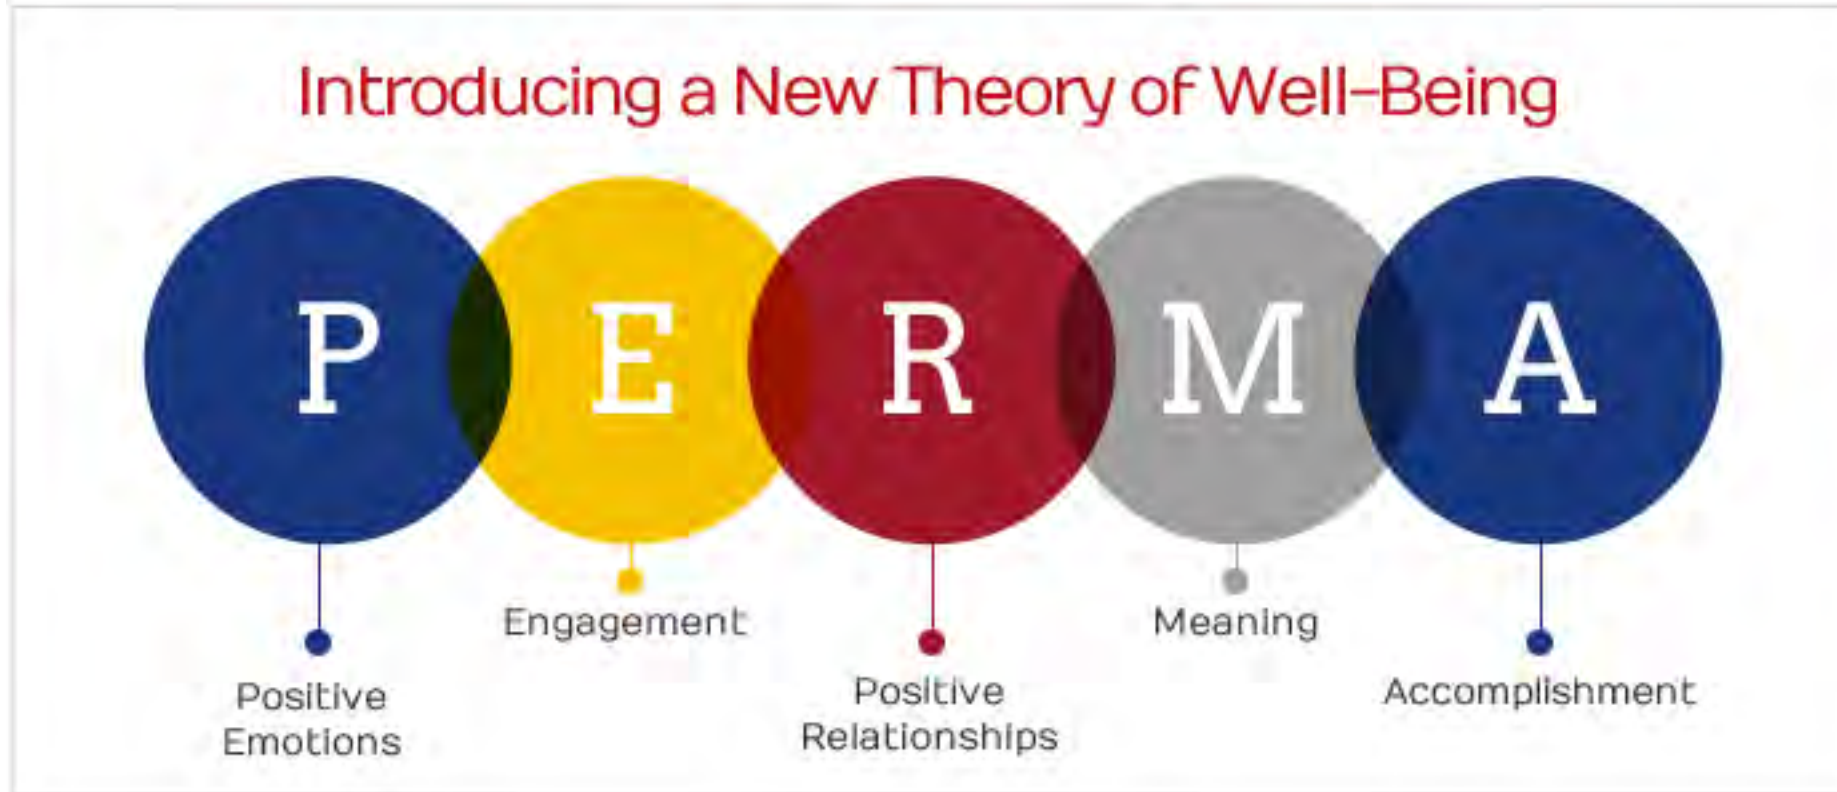 Introducing a New Theory of Well-Being
P E R M A
Engagement
Meaning
Positive
Emotions
Positive
Relationships
Accomplishment